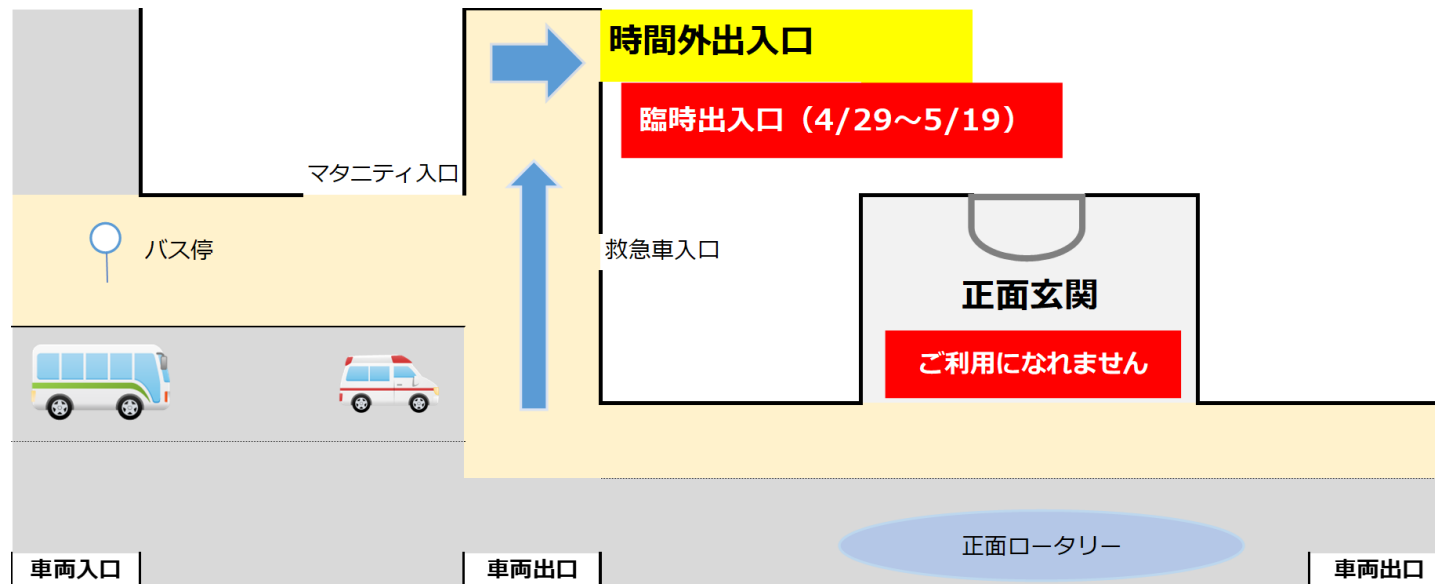 時間外出入口
臨時出入口（4/29～5/19）
マタニティ入口
バス停
救急車入口
正面玄関
ご利用になれません
正面ロータリー
車両入口
車両出口
車両出口